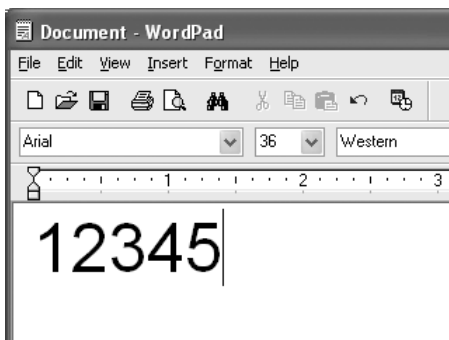 Document - WordPad
File Edit View Insert Format Help
Arial 36 Western
1 2 3
12345